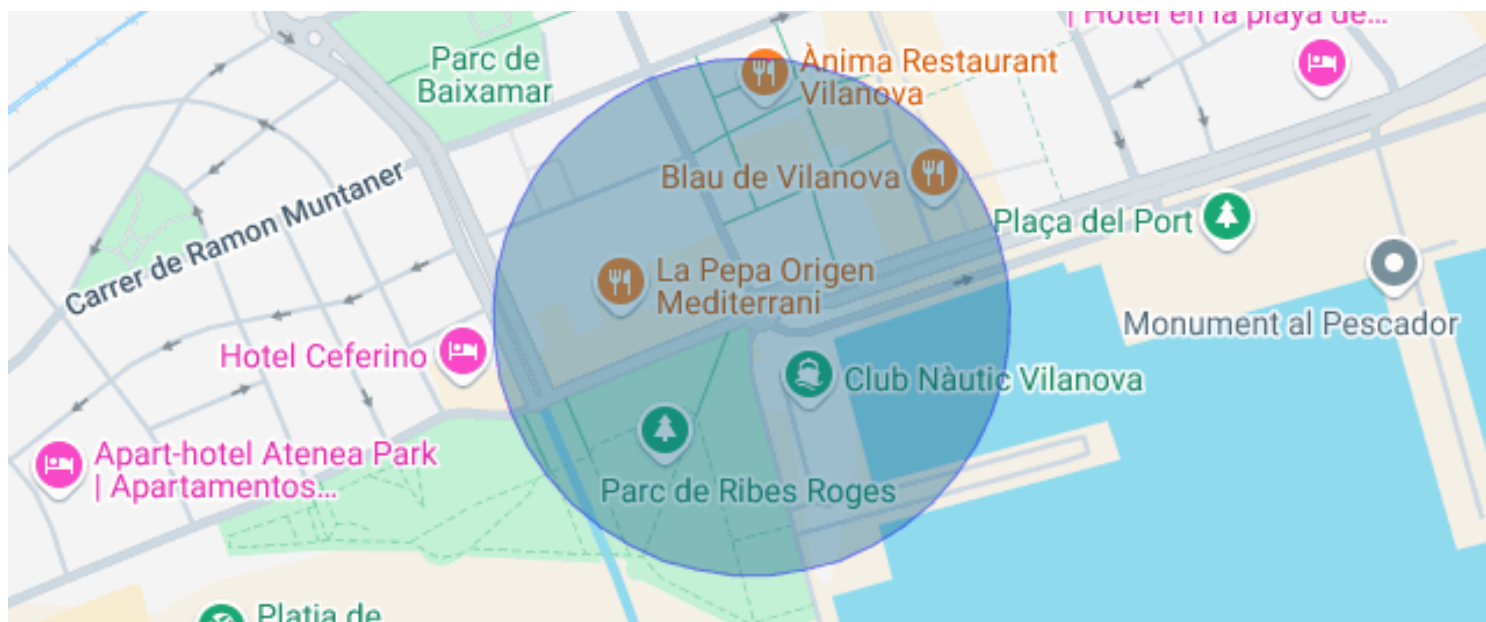 | Hotel en la playa de...
Parc de
Baixamar
Ànima Restaurant
Vilanova
Blau de Vilanova
Carrer de Ramon Muntaner
Plaça del Port
La Pepa Origen
Mediterrani
Monument al Pescador
Hotel Ceferino
Club Nàutic Vilanova
Apart-hotel Atenea Park
| Apartamentos...
Parc de Ribes Roges
Platja de